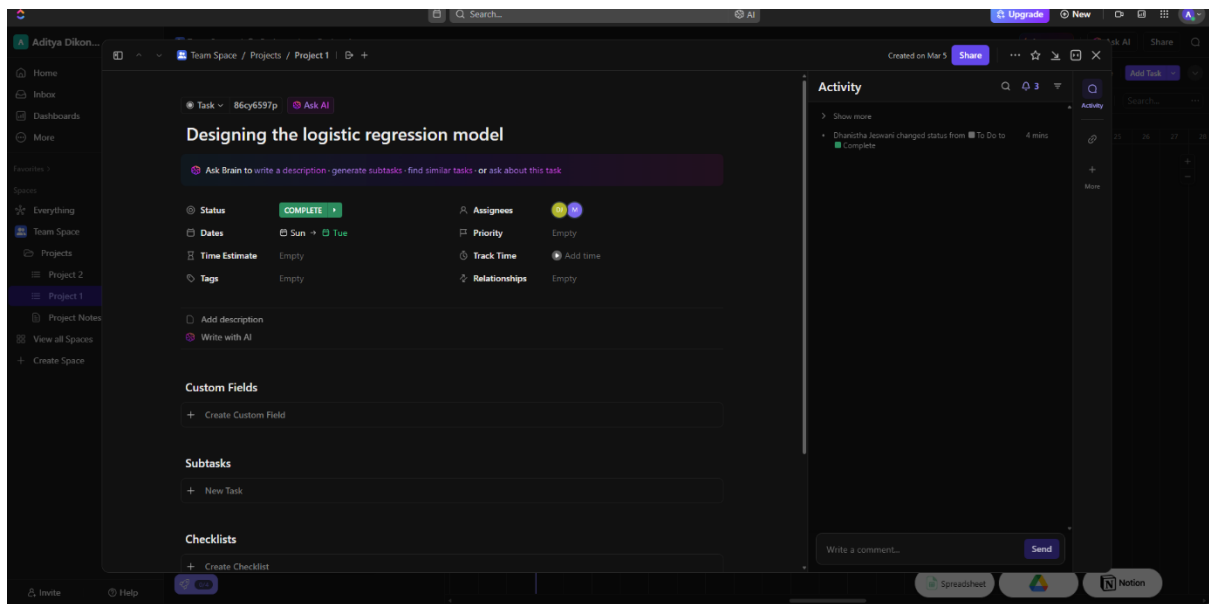 Search...
AI
Upgrade
New
Aditya Dikon...
Team Space / Projects / Project 1
Created on Mar 5
Share
Ask AI
Share
Home
Inbox
Dashboards
More
Favorites
Spaces
Everything
Team Space
Projects
Project 2
Project 1
Project Notes
View all Spaces
Create Space
Invite
Help
Task
86cy6597p
Ask AI
Designing the logistic regression model
Ask Brain to write a description · generate subtasks · find similar tasks · or ask about this task
Status
COMPLETE
Assignees
DJ
M
Dates
Sun → Tue
Priority
Empty
Time Estimate
Empty
Track Time
Add time
Tags
Empty
Relationships
Empty
Add description
Write with AI
Custom Fields
+ Create Custom Field
Subtasks
+ New Task
Checklists
+ Create Checklist
Activity
3
Show more
Dhanistha Jeswani changed status from To Do to
Complete
4 mins
Write a comment...
Send
Activity
More
Add Task
Search...
25 26 27 28
Spreadsheet
Notion